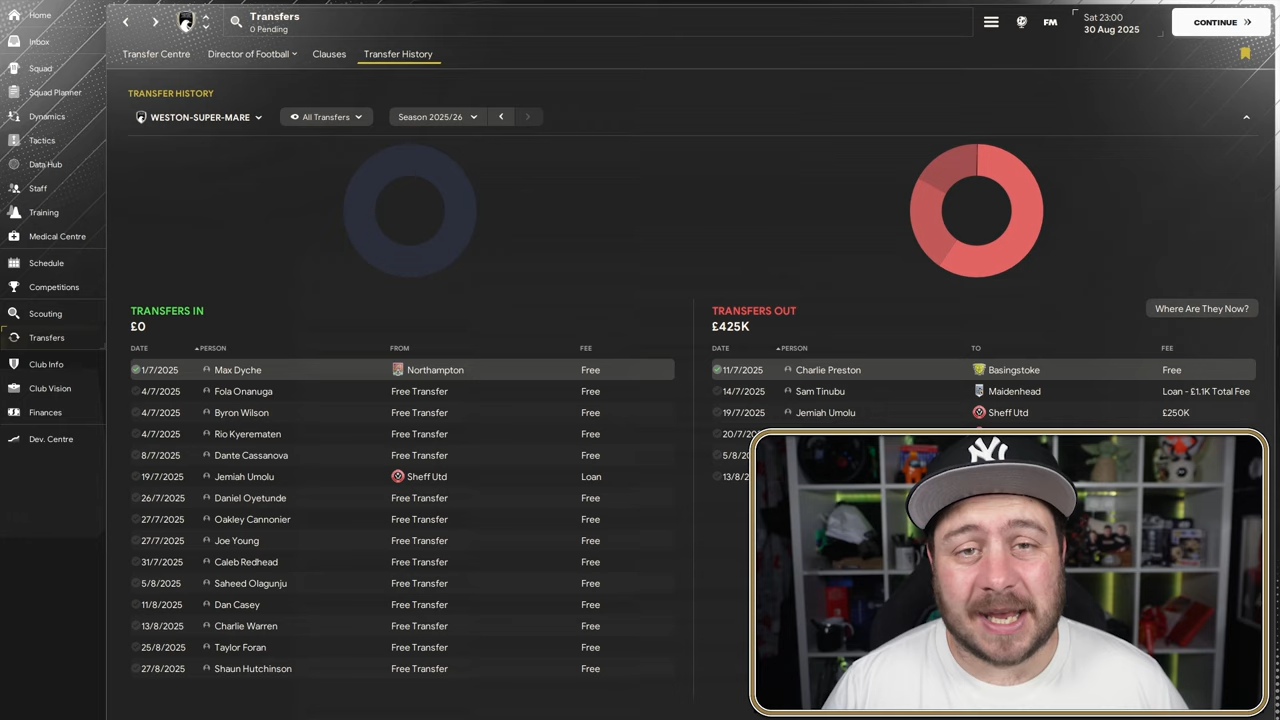 Home
Inbox
Squad
Squad Planner
Dynamics
Tactics
Data Hub
Staff
Training
Medical Centre
Schedule
Competitions
Scouting
Transfers
Club Info
Club Vision
Finances
Dev. Centre
Transfers
0 Pending
FM
Sat 23:00
30 Aug 2025
CONTINUE
Transfer Centre Director of Football Clauses Transfer History
TRANSFER HISTORY
WESTON-SUPER-MARE All Transfers Season 2025/26
TRANSFERS IN
£0
DATE PERSON FROM FEE
1/7/2025 Max Dyche Northampton Free
4/7/2025 Fola Onanuga Free Transfer Free
4/7/2025 Byron Wilson Free Transfer Free
4/7/2025 Rio Kyerematen Free Transfer Free
8/7/2025 Dante Cassanova Free Transfer Free
19/7/2025 Jemiah Umolu Sheff Utd Loan
26/7/2025 Daniel Oyetunde Free Transfer Free
27/7/2025 Oakley Cannonier Free Transfer Free
27/7/2025 Joe Young Free Transfer Free
31/7/2025 Caleb Redhead Free Transfer Free
5/8/2025 Saheed Olagunju Free Transfer Free
11/8/2025 Dan Casey Free Transfer Free
13/8/2025 Charlie Warren Free Transfer Free
25/8/2025 Taylor Foran Free Transfer Free
27/8/2025 Shaun Hutchinson Free Transfer Free
TRANSFERS OUT
£425K
Where Are They Now?
DATE PERSON TO FEE
11/7/2025 Charlie Preston Basingstoke Free
14/7/2025 Sam Tinubu Maidenhead Loan - £1.1K Total Fee
19/7/2025 Jemiah Umolu Sheff Utd £250K
20/7/20
5/8/20
13/8/2
NY